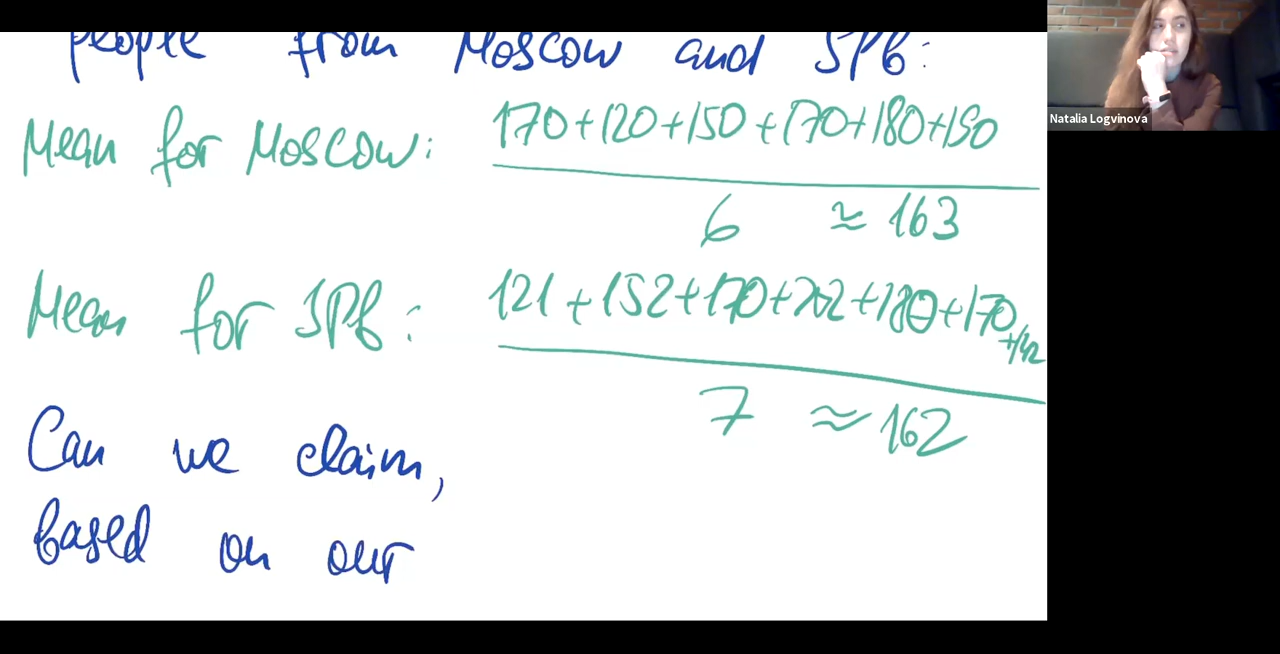 people from Moscow and SPb:
Mean for Moscow: 170+120+150+170+180+190
6 ≈ 163
Mean for SPb: 121+152+170+202+180+170+142
7 ≈ 162
Can we claim,
based on our
Natalia Logvinova